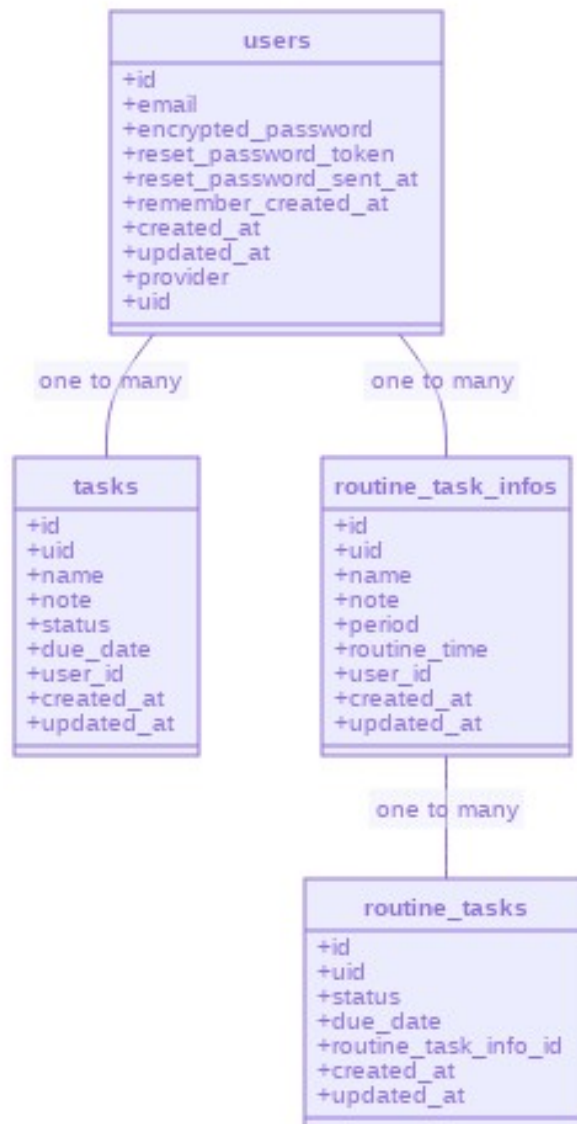 users
+id
+email
+encrypted_password
+reset_password_token
+reset_password_sent_at
+remember_created_at
+created_at
+updated_at
+provider
+uid
one to many
one to many
tasks
+id
+uid
+name
+note
+status
+due_date
+user_id
+created_at
+updated_at
routine_task_infos
+id
+uid
+name
+note
+period
+routine_time
+user_id
+created_at
+updated_at
one to many
routine_tasks
+id
+uid
+status
+due_date
+routine_task_info_id
+created_at
+updated_at